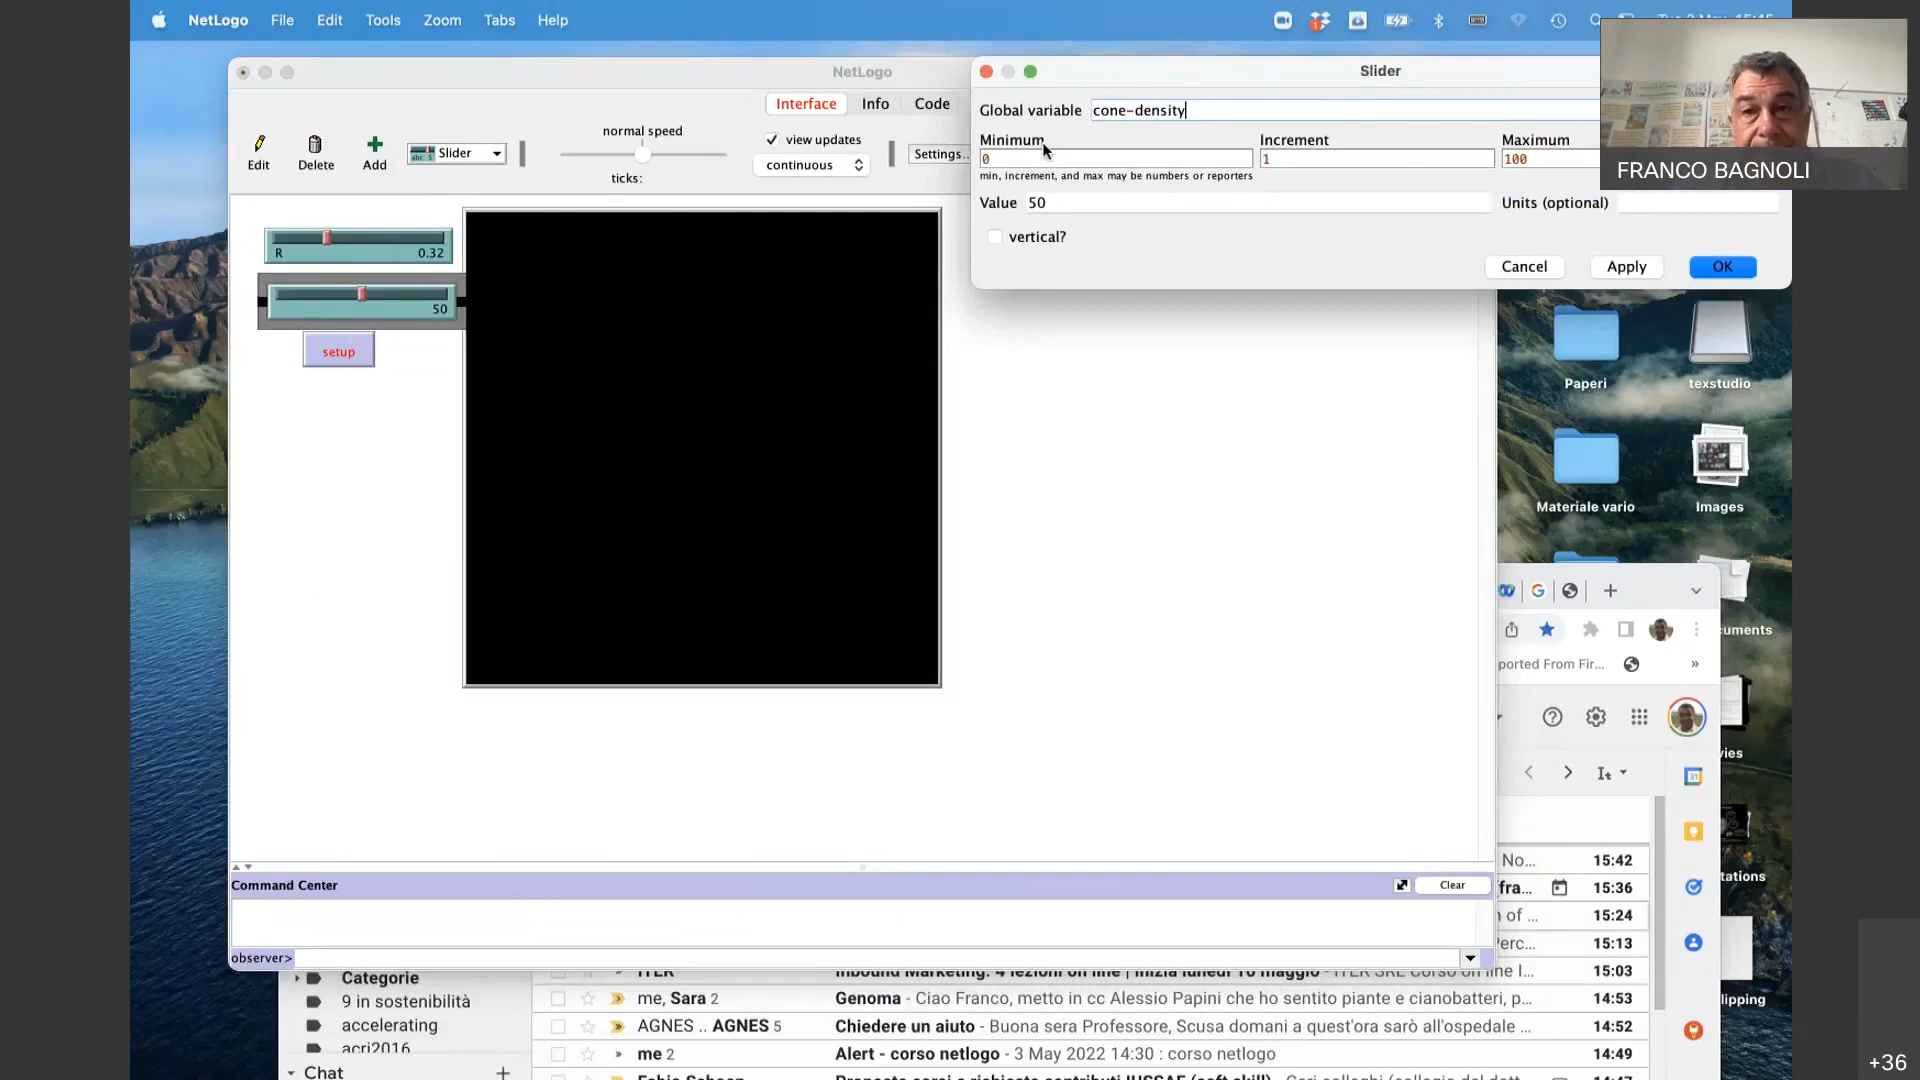 NetLogo File Edit Tools Zoom Tabs Help
NetLogo
Slider
Interface Info Code
Global variable cone-density
normal speed
view updates
Minimum Increment Maximum
Edit Delete Add
Slider
continuous
Settings...
0 1 100
ticks:
min, increment, and max may be numbers or reporters
FRANCO BAGNOLI
Value 50
Units (optional)
vertical?
R 0.32
Cancel Apply OK
50
setup
Paperi texstudio
Materiale vario Images
cuments
ported From Fir... »
vies
No... 15:42
Command Center
Clear
fra... 15:36
n of ... 15:24
15:13
observer>
15:03
Categorie
9 in sostenibilità
me, Sara 2 Genoma - Ciao Franco, metto in cc Alessio Papini che ho sentito piante e cianobatteri, p... 14:53
accelerating
AGNES .. AGNES 5 Chiedere un aiuto - Buona sera Professore, Scusa domani a quest'ora sarò all'ospedale ... 14:52
acri2016
me 2 Alert - corso netlogo - 3 May 2022 14:30 : corso netlogo 14:49
Chat
tations
lipping
+36